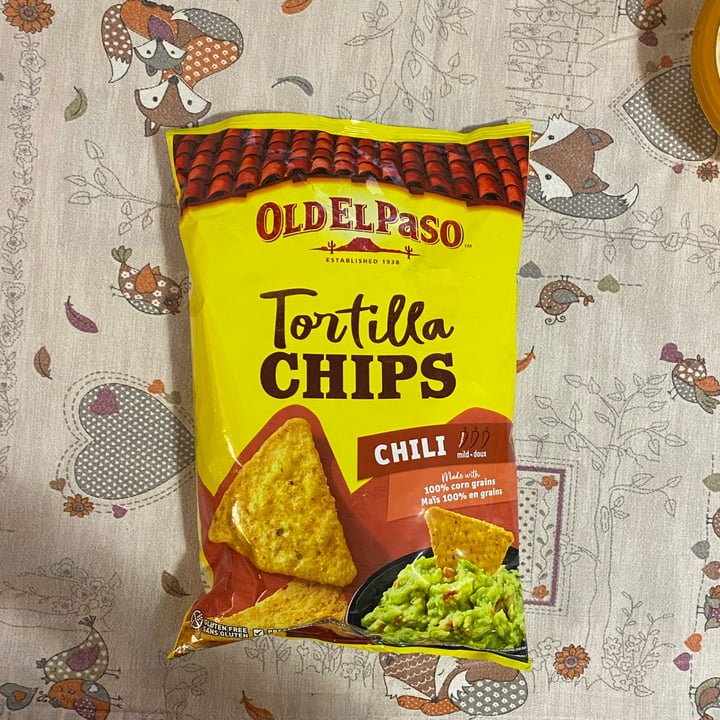 OLD EL PASO
TM
ESTABLISHED 1938
Tortilla
CHIPS
CHILI
mild • doux
Made with
100% corn grains
Maïs 100% en grains
GLUTEN FREE
SANS GLUTEN